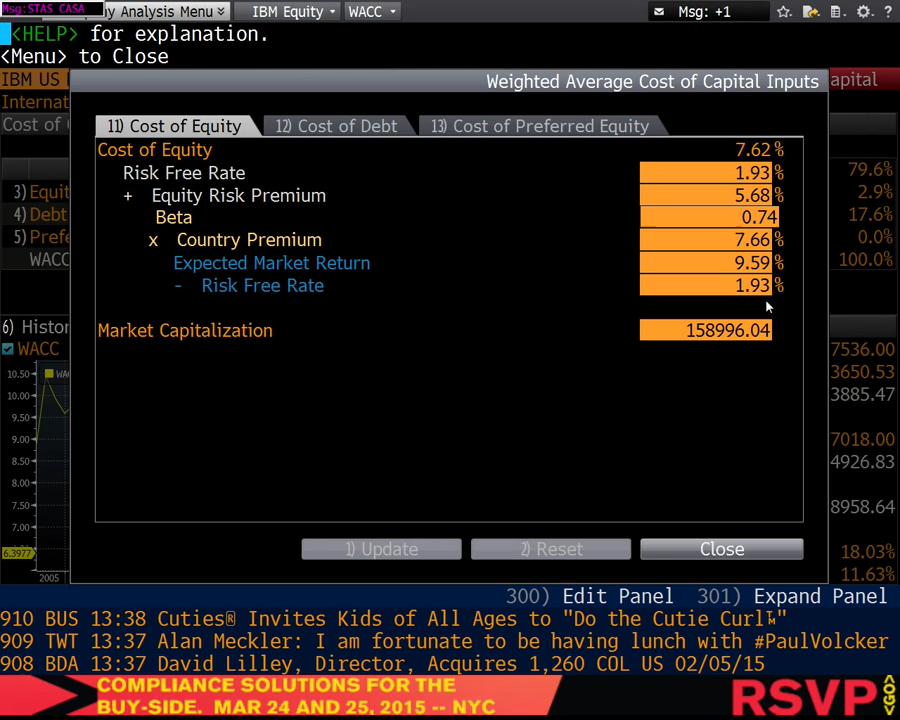 Msg:STAS CASA
y Analysis Menu
IBM Equity
WACC
Msg: +1
?
<HELP> for explanation.
<Menu> to Close
IBM US
apital
Internat
Cost of
Weighted Average Cost of Capital Inputs
11) Cost of Equity
12) Cost of Debt
13) Cost of Preferred Equity
Cost of Equity 7.62 %
Risk Free Rate 1.93 %
+ Equity Risk Premium 5.68 %
Beta 0.74
x Country Premium 7.66 %
Expected Market Return 9.59 %
- Risk Free Rate 1.93 %
Market Capitalization 158996.04
1) Update
2) Reset
Close
3) Equit 79.6%
4) Debt 2.9%
5) Prefe 17.6%
0.0%
WACC 100.0%
6) Histor
WACC 7536.00
3650.53
3885.47
7018.00
4926.83
8958.64
18.03%
11.63%
WA
10.50
10.00
9.50
9.00
8.50
8.00
7.50
7.00
6.3977
2005
300) Edit Panel 301) Expand Panel
910 BUS 13:38 Cuties® Invites Kids of All Ages to "Do the Cutie Curl™"
909 TWT 13:37 Alan Meckler: I am fortunate to be having lunch with #PaulVolcker
908 BDA 13:37 David Lilley, Director, Acquires 1,260 COL US 02/05/15
COMPLIANCE SOLUTIONS FOR THE
BUY-SIDE. MAR 24 AND 25, 2015 -- NYC
RSVP